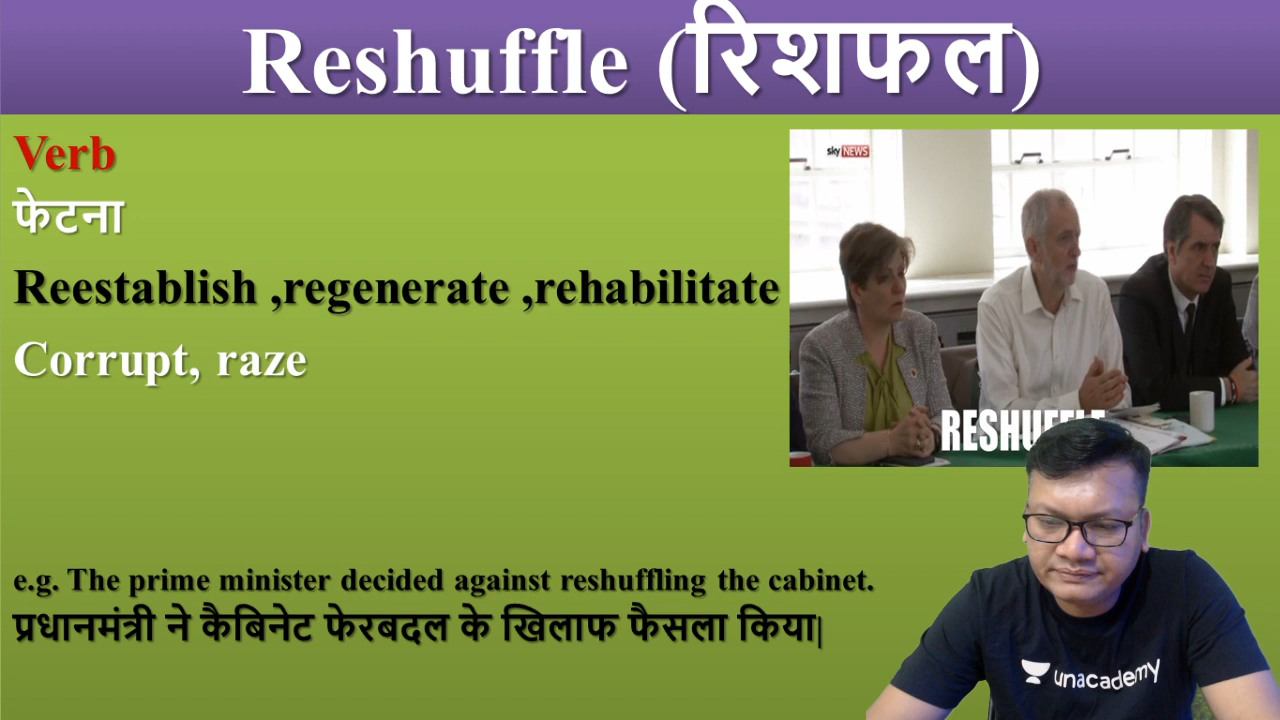 Reshuffle (रिशफल)
Verb
फेटना
Reestablish ,regenerate ,rehabilitate
Corrupt, raze
sky NEWS
e.g. The prime minister decided against reshuffling the cabinet.
प्रधानमंत्री ने कैबिनेट फेरबदल के खिलाफ फैसला किया|
unacademy